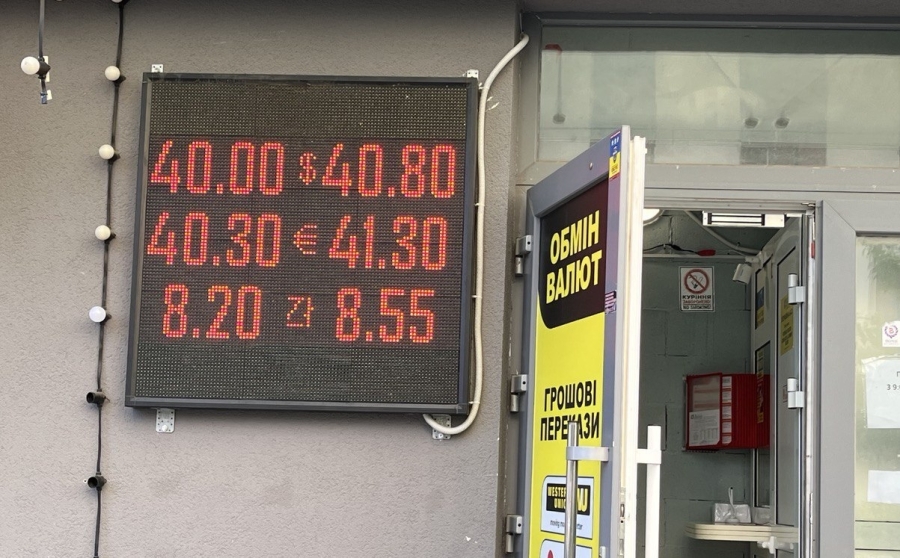 40.00 $ 40.80
40.30 € 41.30
8.20 zł 8.55
ОБМІН
ВАЛЮТ
ГРОШОВІ
ПЕРЕКАЗИ
WESTERN
UNION WU
КУРІННЯ